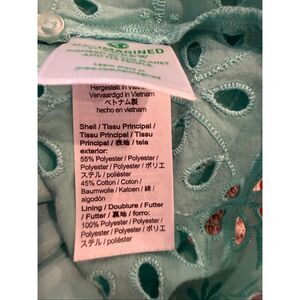 REIMAGINED
Hergestellt in Vietnam
Vervaardigd in Vietnam
ベトナム製
hecho en vietnam
Shell / Tissu Principal /
Tissu Principal / Tissu
Principal / 表地 / tela
exterior:
55% Polyester / Polyester /
Polyester / Polyester / ポリエ
ステル / poliéster
45% Cotton / Coton /
Baumwolle / Katoen / 綿 /
algodón
Lining / Doublure / Futter
/ Futter / 裏地 / forro:
100% Polyester / Polyester /
Polyester / Polyester / ポリエ
ステル / poliéster